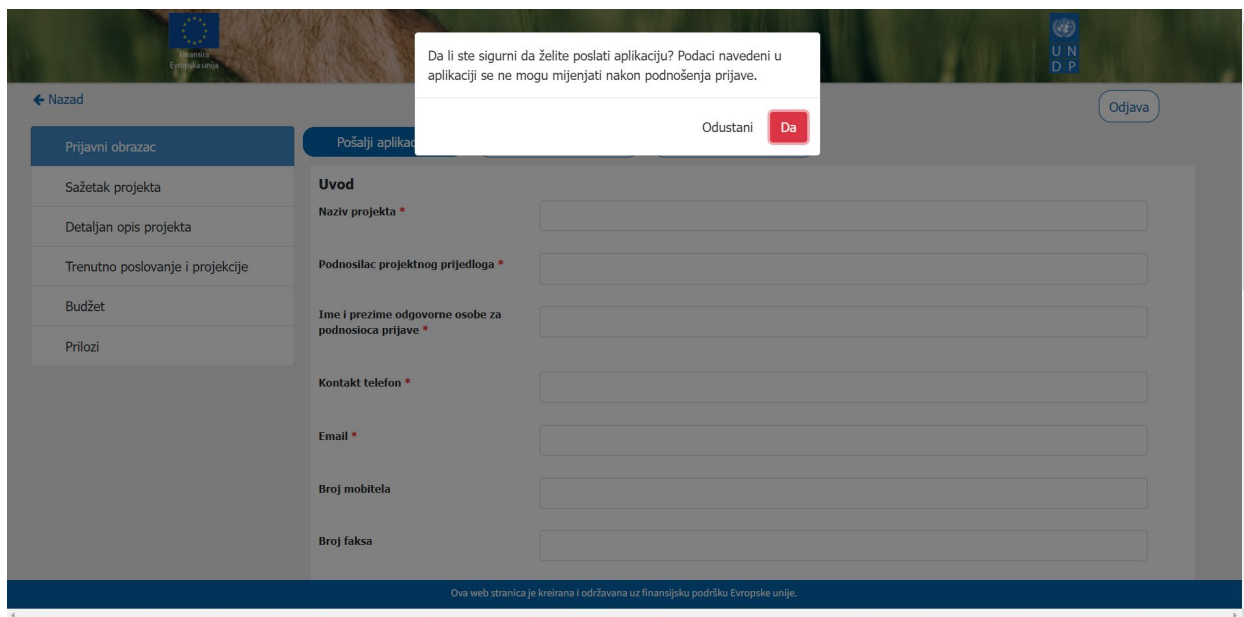 Finansira
Evropska unija
U N
D P
Da li ste sigurni da želite poslati aplikaciju? Podaci navedeni u
aplikaciji se ne mogu mijenjati nakon podnošenja prijave.
Odustani
Da
Nazad
Odjava
Prijavni obrazac
Sažetak projekta
Detaljan opis projekta
Trenutno poslovanje i projekcije
Budžet
Prilozi
Pošalji
Uvod
Naziv projekta *
Podnosilac projektnog prijedloga *
Ime i prezime odgovorne osobe za
podnosioca prijave *
Kontakt telefon *
Email *
Broj mobitela
Broj faksa
Ova web stranica je kreirana i održavana uz finansijsku podršku Evropske unije.